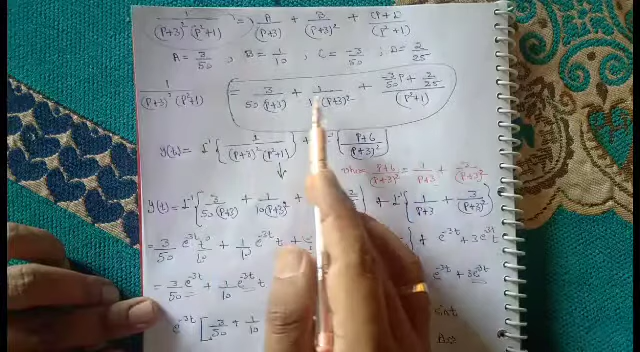 1/((P+3)² (P²+1)) = A/(P+3) + B/(P+3)² + (CP+D)/(P²+1)
A = 3/50 , B = 1/10 , C = -3/50 , D = 2/25
1/((P+3)² (P²+1)) = 3/(50 (P+3)) + 1/((P+3)²) + (-3/50 P + 2/25)/(P²+1)
y(t) = L⁻¹ { 1/((P+3)² (P²+1)) } + { (P+6)/(P+3)² }
(P+6)/(P+3)² = 1/(P+3) + 3/(P+3)²
y(t) = L⁻¹ { 3/(50(P+3)) + 1/(10(P+3)²) + } + L⁻¹ { 1/(P+3) + 3/(P+3)² }
= 3/50 e^-3t + 1/10 e^-3t t + } + e^-3t + 3e^-3t
= 3/50 e^-3t + 1/10 e^-3t t e^-3t + 3e^-3t
e^-3t [ 3/50 + 1/10 sint